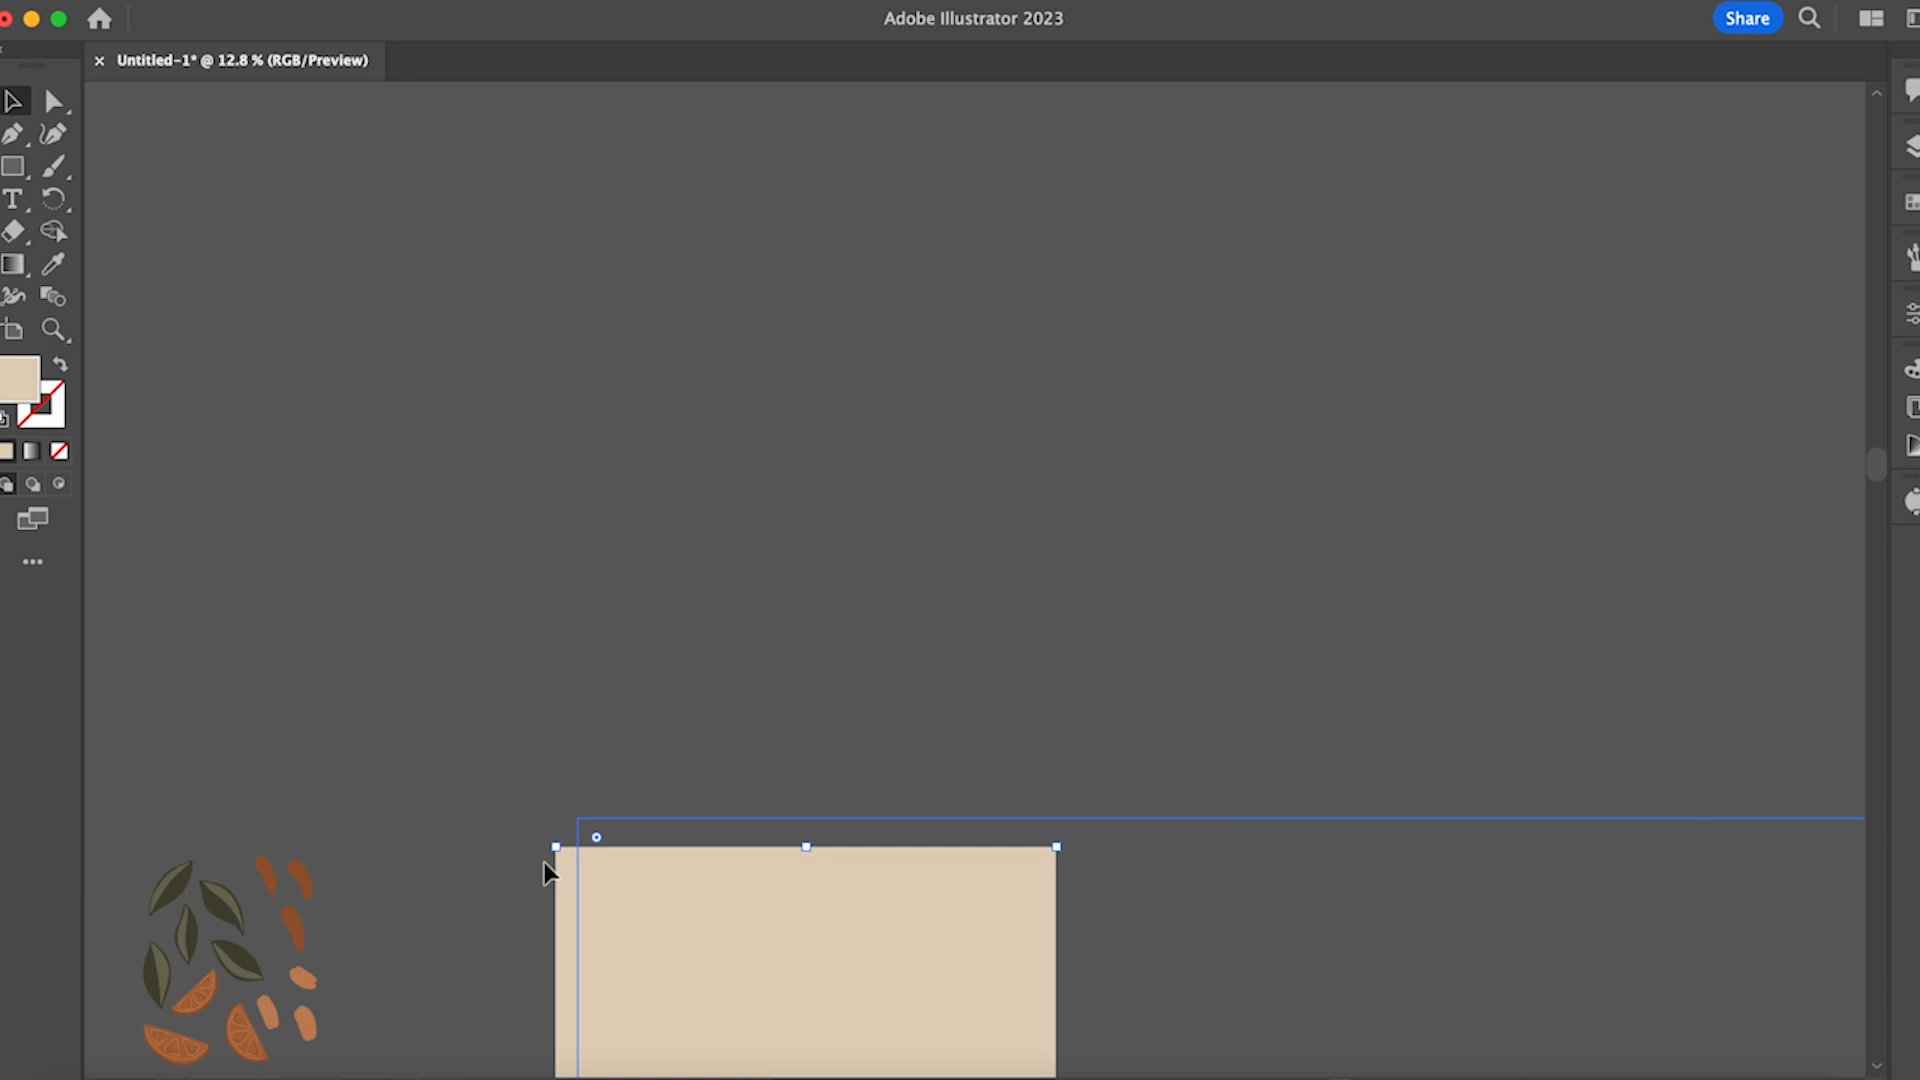 Adobe Illustrator 2023
Share
× Untitled-1* @ 12.8 % (RGB/Preview)
T